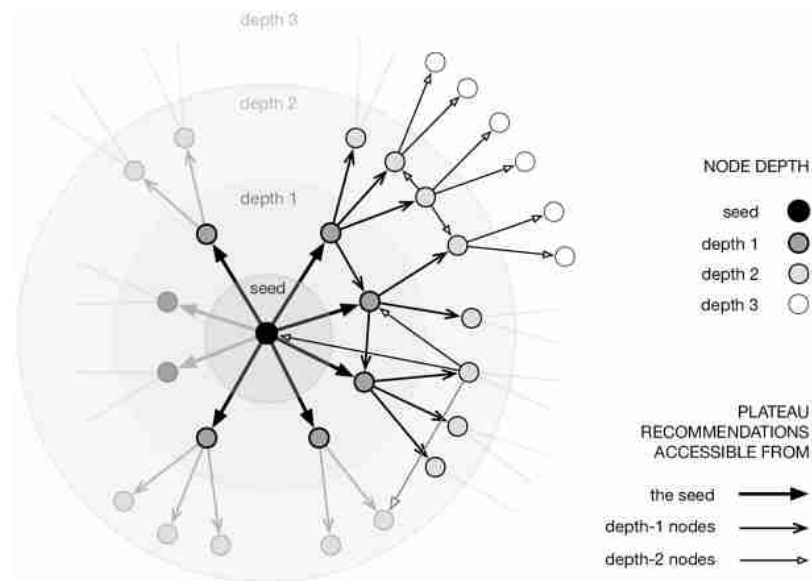 depth 3
depth 2
depth 1
seed
NODE DEPTH
seed
depth 1
depth 2
depth 3
PLATEAU
RECOMMENDATIONS
ACCESSIBLE FROM
the seed
depth-1 nodes
depth-2 nodes